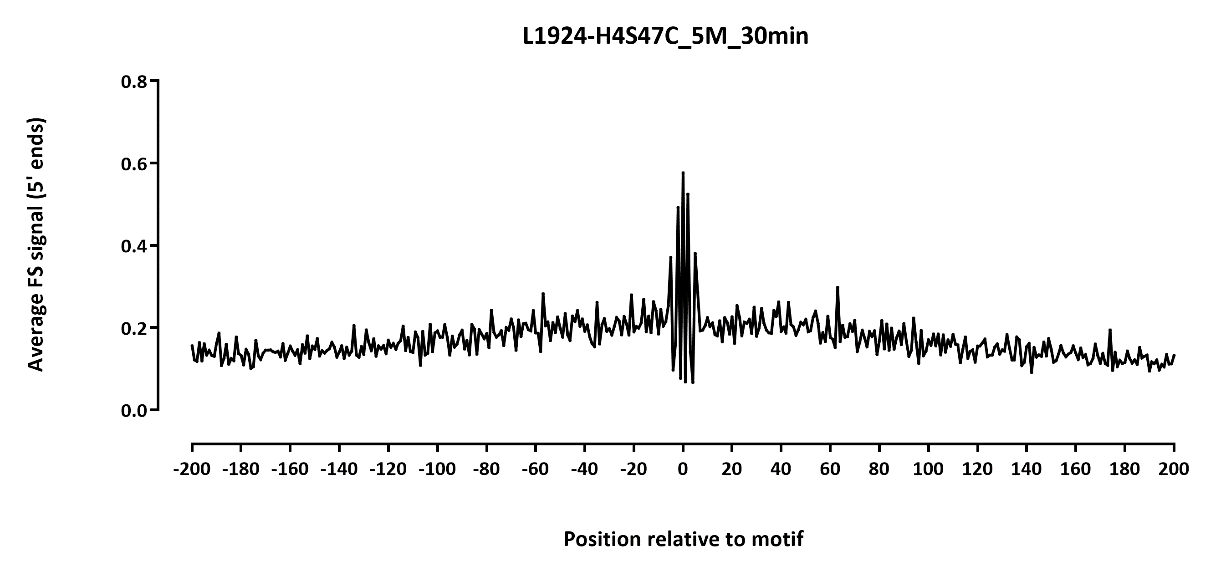 L1924-H4S47C_5M_30min
Average FS signal (5' ends)
0.8
0.6
0.4
0.2
0.0
-200 -180 -160 -140 -120 -100 -80 -60 -40 -20 0 20 40 60 80 100 120 140 160 180 200
Position relative to motif